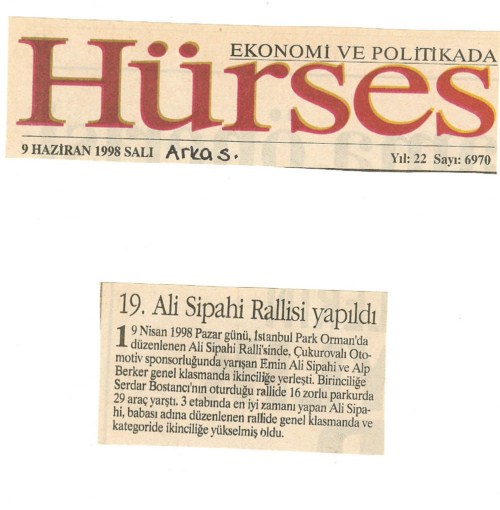 EKONOMİ VE POLİTİKADA
Hürses
9 HAZİRAN 1998 SALI Arka s. Yıl: 22 Sayı: 6970
19. Ali Sipahi Rallisi yapıldı
19 Nisan 1998 Pazar günü, İstanbul Park Orman'da
düzenlenen Ali Sipahi Ralli'sinde, Çukurovalı Oto-
motiv sponsorluğunda yarışan Emin Ali Sipahi ve Alp
Berker genel klasmanda ikinciliğe yerleşti. Birinciliğe
Serdar Bostancı'nın oturduğu rallide 16 zorlu parkurda
29 araç yarştı. 3 etabında en iyi zamanı yapan Ali Sipa-
hi, babası adına düzenlenen rallide genel klasmanda ve
kategoride ikinciliğe yükselmiş oldu.